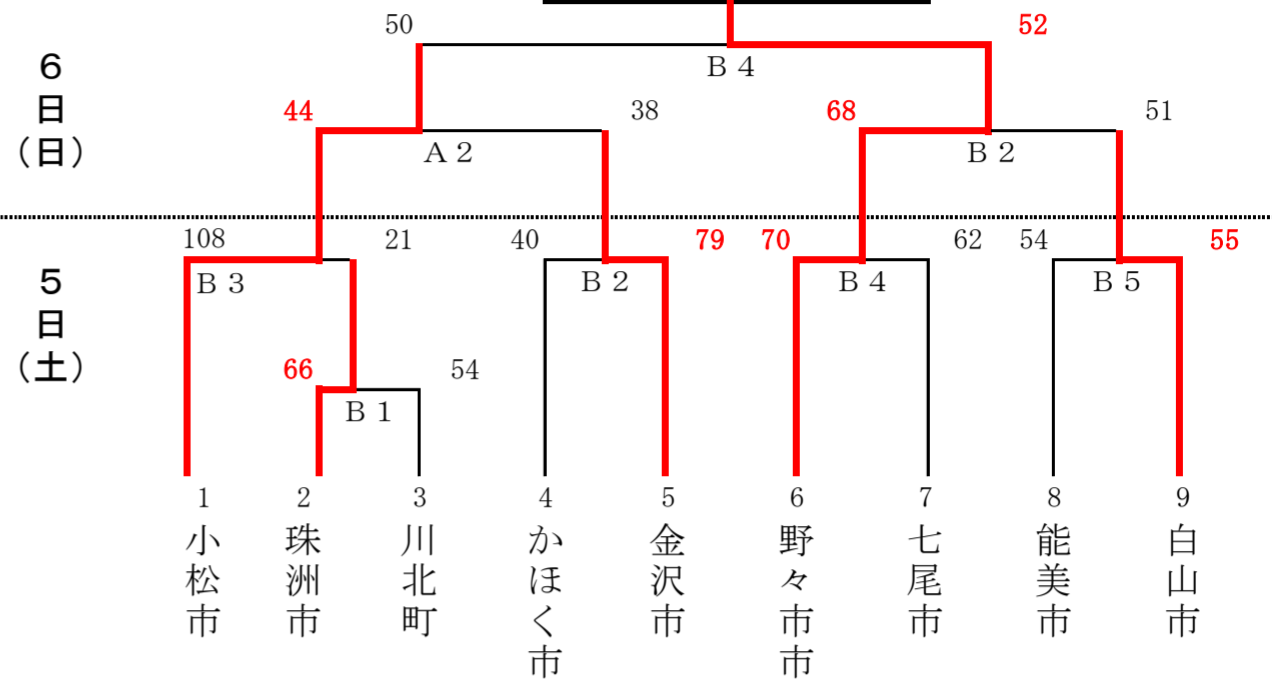 50
52
B 4
6日(日)
44
38
68
51
A 2
B 2
108
21
40
79
70
62
54
55
5日(土)
B 3
B 2
B 4
B 5
66
54
B 1
1
2
3
4
5
6
7
8
9
小松市
珠洲市
川北町
かほく市
金沢市
野々市市
七尾市
能美市
白山市